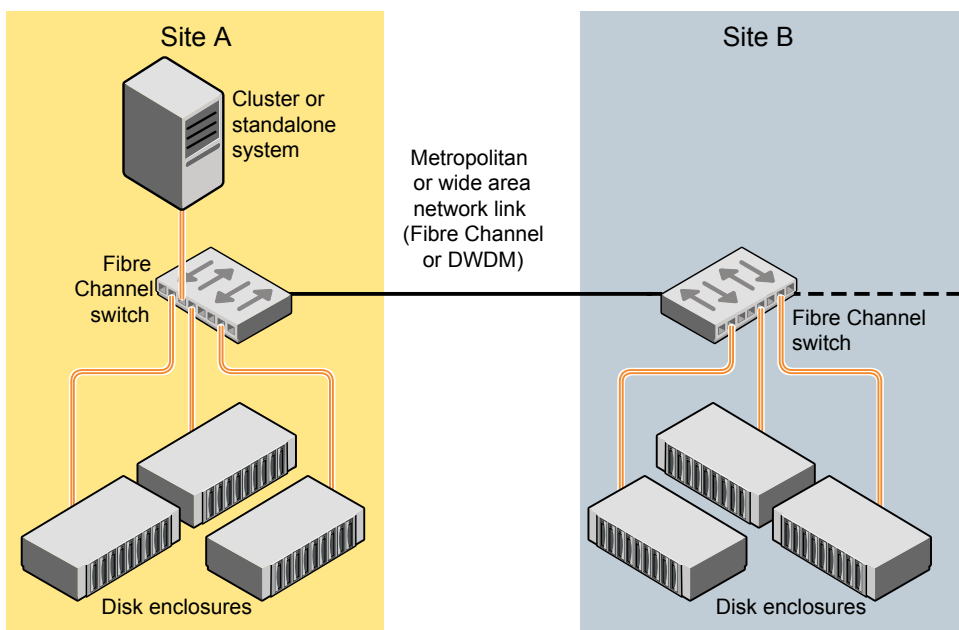 Site A
Site B
Cluster or
standalone
system
Metropolitan
or wide area
network link
(Fibre Channel
or DWDM)
Fibre
Channel
switch
Fibre Channel
switch
Disk enclosures
Disk enclosures